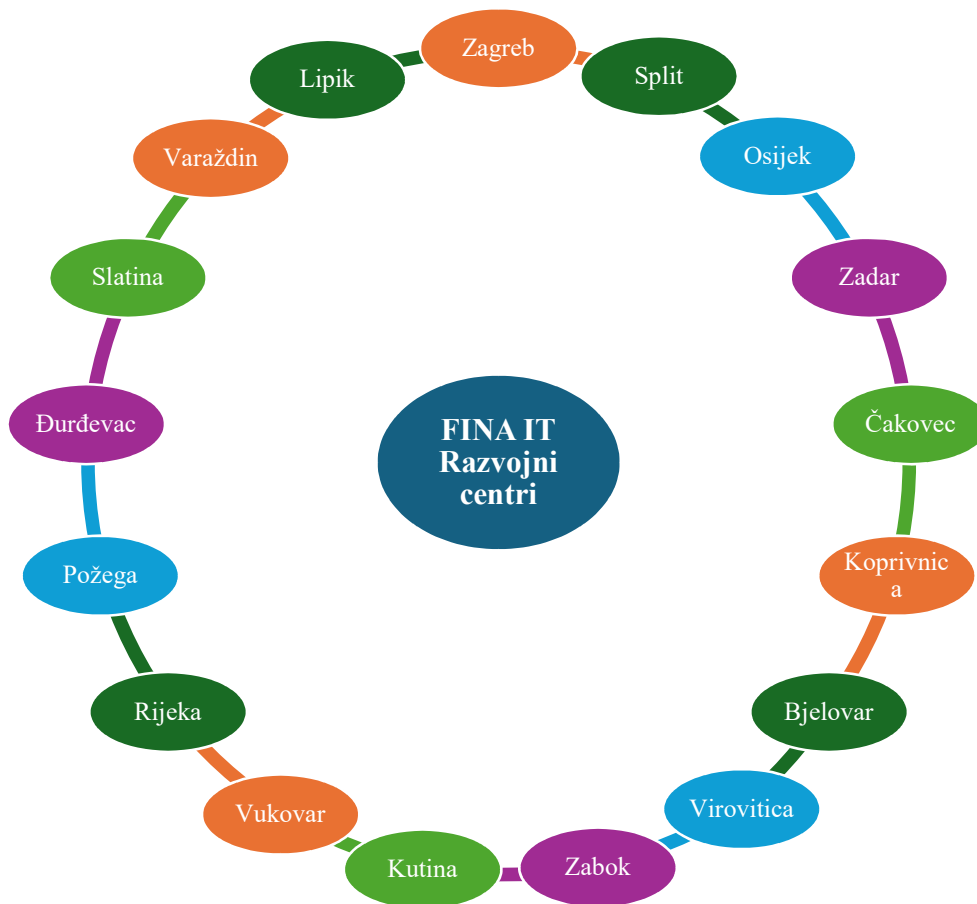 Zagreb
Split
Osijek
Zadar
Čakovec
Koprivnic
a
Bjelovar
Virovitica
Zabok
Kutina
Vukovar
Rijeka
Požega
Đurđevac
Slatina
Varaždin
Lipik
FINA IT
Razvojni
centri